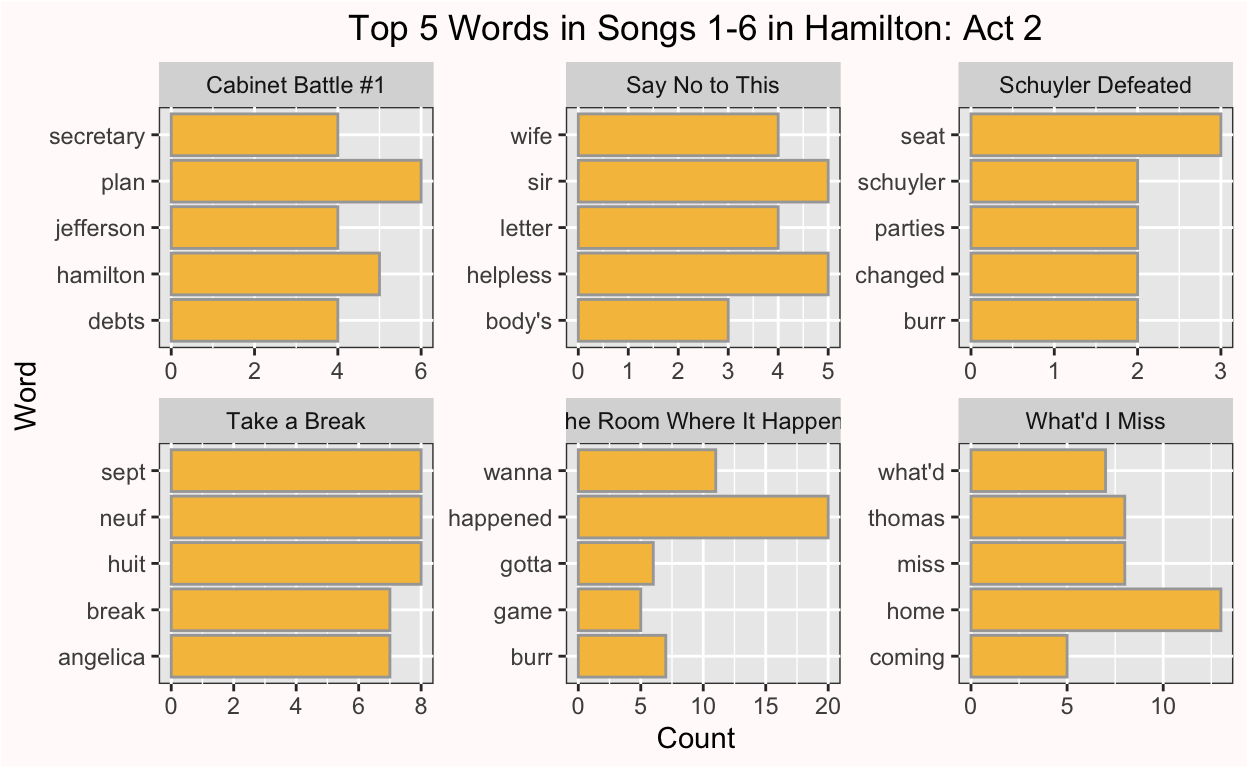 Top 5 Words in Songs 1-6 in Hamilton: Act 2
Cabinet Battle #1
secretary
plan
jefferson
hamilton
debts
0 2 4 6
Say No to This
wife
sir
letter
helpless
body's
0 1 2 3 4 5
Schuyler Defeated
seat
schuyler
parties
changed
burr
0 1 2 3
Take a Break
sept
neuf
huit
break
angelica
0 2 4 6 8
he Room Where It Happen
wanna
happened
gotta
game
burr
0 5 10 15 20
What'd I Miss
what'd
thomas
miss
home
coming
0 5 10
Word
Count